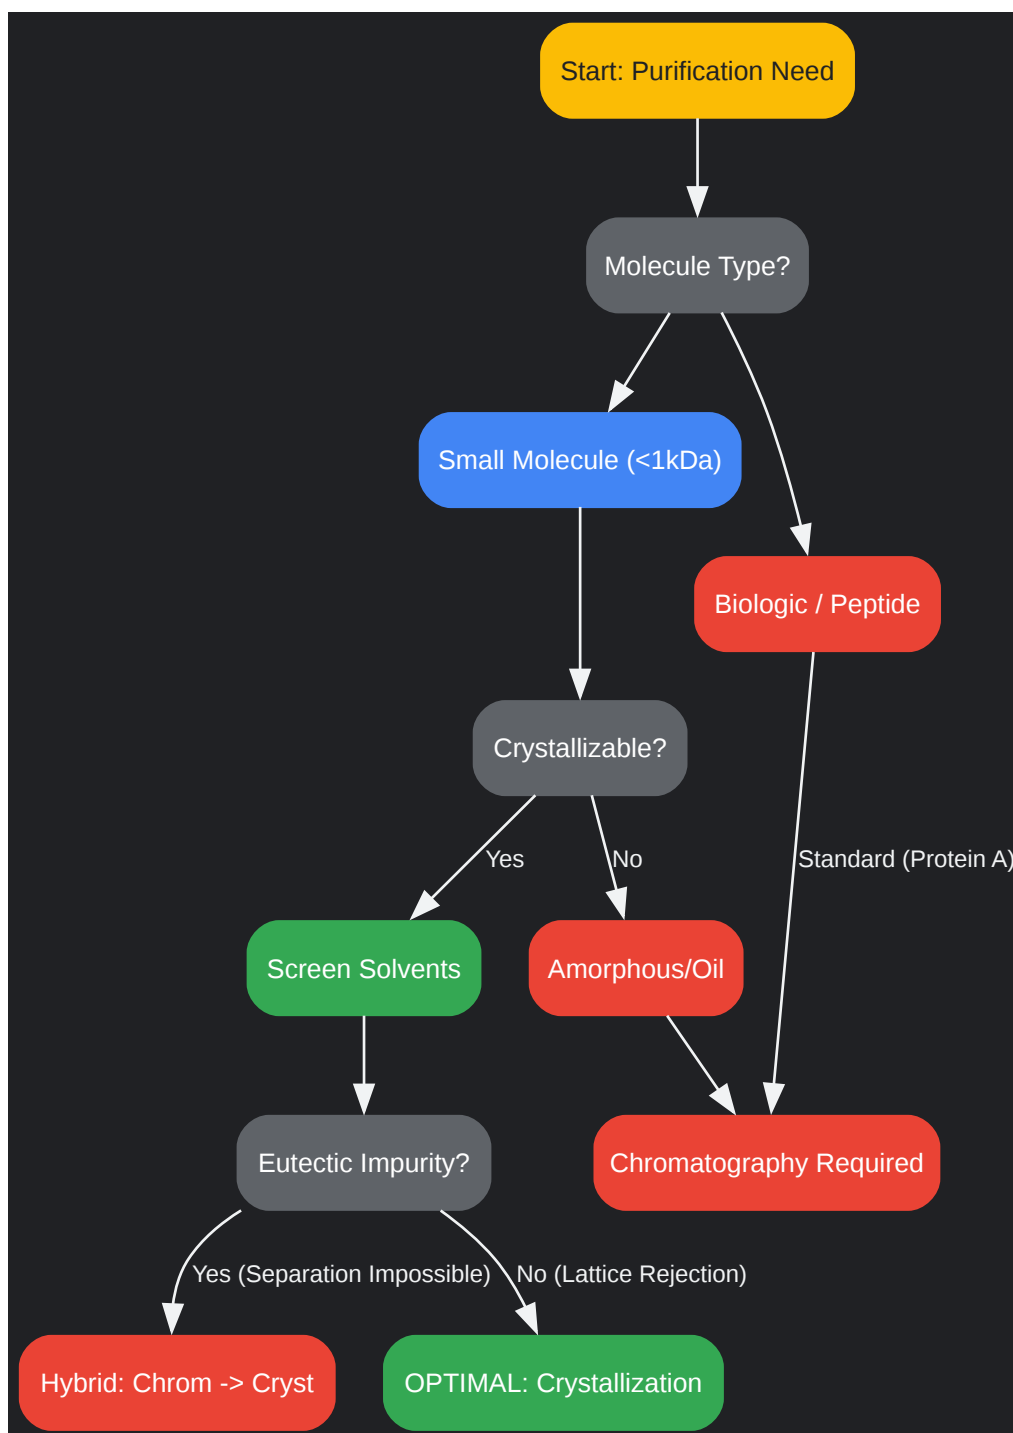 Start: Purification Need
Molecule Type?
Small Molecule (<1kDa)
Biologic / Peptide
Crystallizable?
Yes
No
Standard (Protein A)
Screen Solvents
Amorphous/Oil
Eutectic Impurity?
Chromatography Required
Yes (Separation Impossible)
No (Lattice Rejection)
Hybrid: Chrom -> Cryst
OPTIMAL: Crystallization